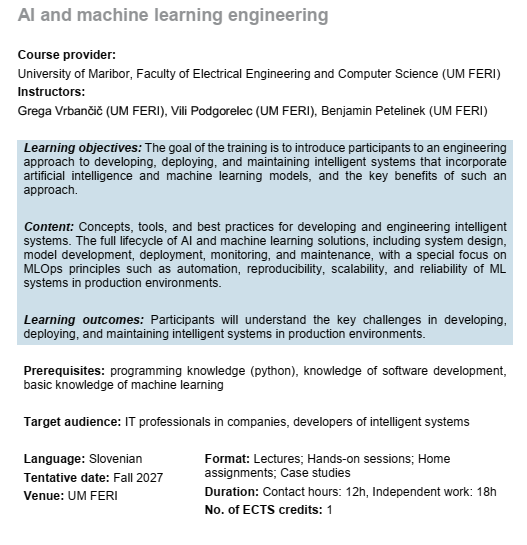 AI and machine learning engineering
Course provider:
University of Maribor, Faculty of Electrical Engineering and Computer Science (UM FERI)
Instructors:
Grega Vrbančič (UM FERI), Vili Podgorelec (UM FERI), Benjamin Petelinek (UM FERI)
Learning objectives: The goal of the training is to introduce participants to an engineering
approach to developing, deploying, and maintaining intelligent systems that incorporate
artificial intelligence and machine learning models, and the key benefits of such an
approach.
Content: Concepts, tools, and best practices for developing and engineering intelligent
systems. The full lifecycle of AI and machine learning solutions, including system design,
model development, deployment, monitoring, and maintenance, with a special focus on
MLOps principles such as automation, reproducibility, scalability, and reliability of ML
systems in production environments.
Learning outcomes: Participants will understand the key challenges in developing,
deploying, and maintaining intelligent systems in production environments.
Prerequisites: programming knowledge (python), knowledge of software development,
basic knowledge of machine learning
Target audience: IT professionals in companies, developers of intelligent systems
Language: Slovenian
Tentative date: Fall 2027
Venue: UM FERI
Format: Lectures; Hands-on sessions; Home
assignments; Case studies
Duration: Contact hours: 12h, Independent work: 18h
No. of ECTS credits: 1